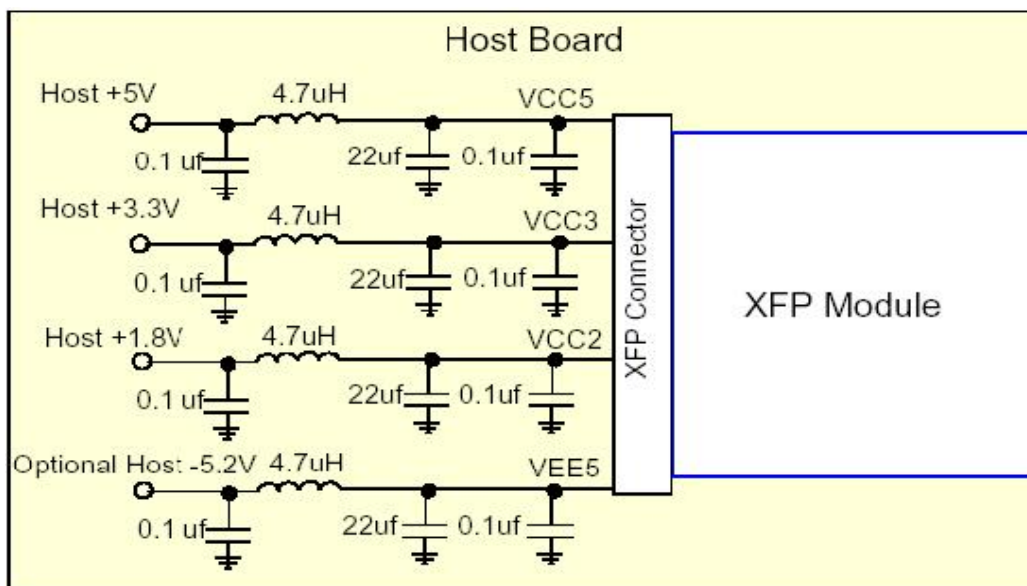 Host Board
Host +5V
4.7uH
VCC5
0.1 uf
22uf
0.1uf
Host +3.3V
4.7uH
VCC3
0.1 uf
22uf
0.1uf
Host +1.8V
4.7uH
VCC2
0.1 uf
22uf
0.1uf
Optional Host -5.2V
4.7uH
VEE5
0.1 uf
22uf
0.1uf
XFP Connector
XFP Module